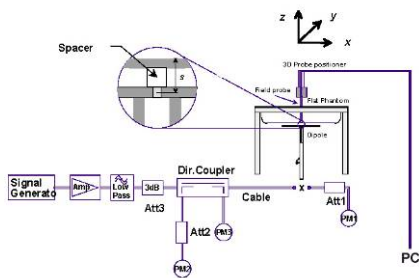 z
y
x
Spacer
s
3D Probe positioner
Field probe
Flat Phantom
Dipole
Signal
Generato
Amp
Low
Pass
3dB
Att3
Dir.Coupler
Cable
x
Att1
PM1
Att2
PM3
PM2
PC